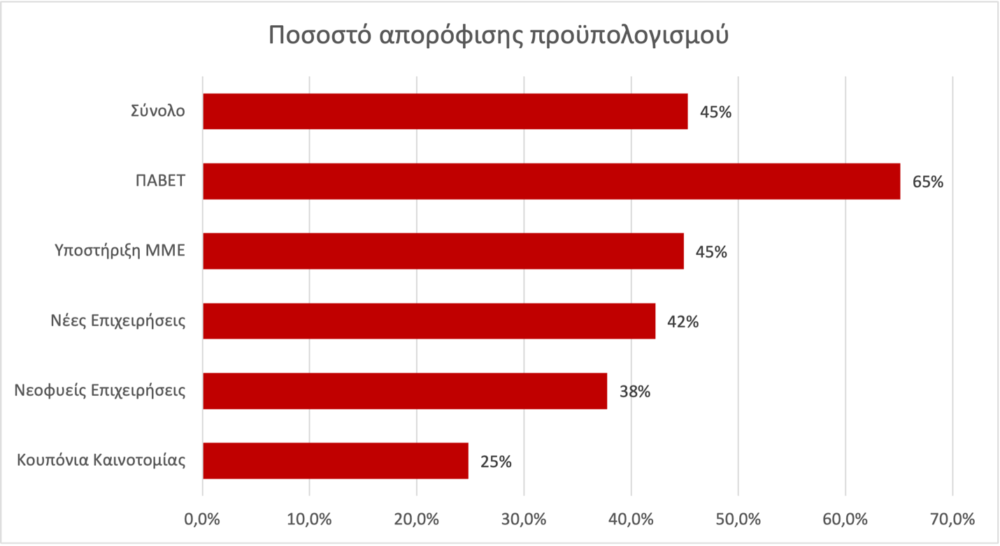 Ποσοστό απορόφισης προϋπολογισμού
Σύνολο 45%
ΠΑΒΕΤ 65%
Υποστήριξη ΜΜΕ 45%
Νέες Επιχειρήσεις 42%
Νεοφυείς Επιχειρήσεις 38%
Κουπόνια Καινοτομίας 25%
0,0% 10,0% 20,0% 30,0% 40,0% 50,0% 60,0% 70,0%